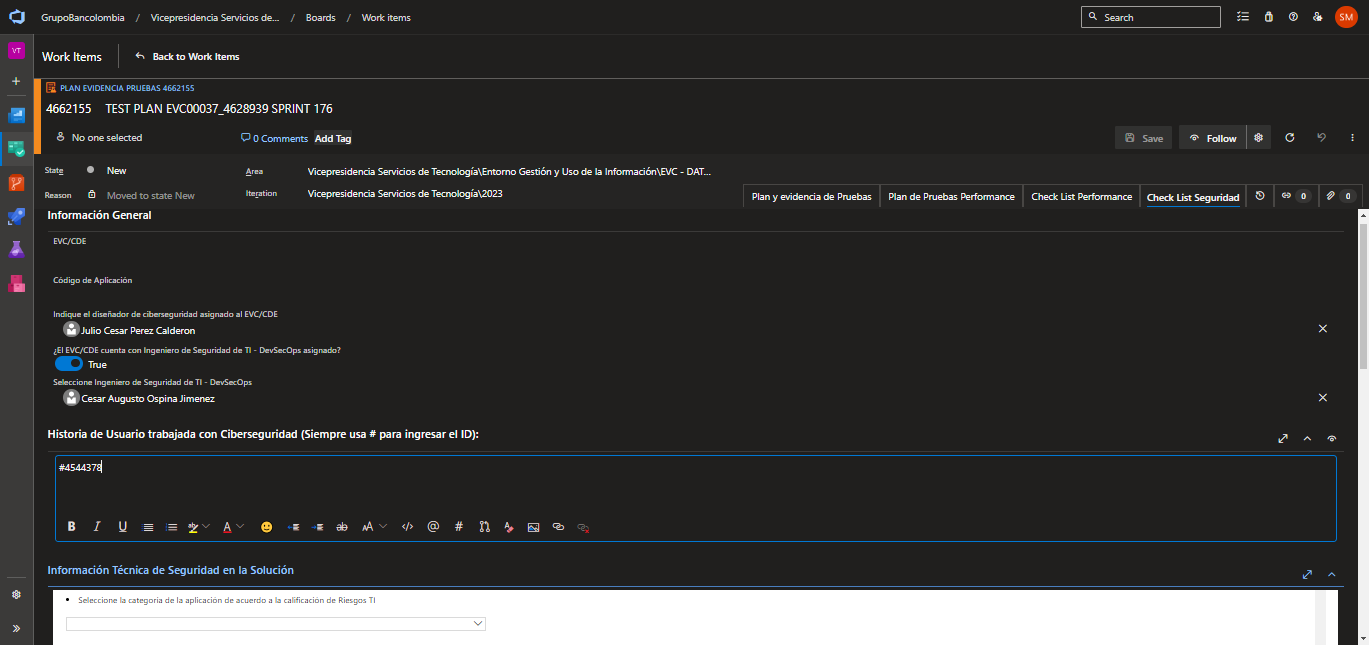 GrupoBancolombia / Vicepresidencia Servicios de... / Boards / Work items
Search
SM
VT
Work Items
Back to Work Items
PLAN EVIDENCIA PRUEBAS 4662155
4662155 TEST PLAN EVC00037_4628939 SPRINT 176
No one selected
0 Comments
Add Tag
Save
Follow
State New
Area Vicepresidencia Servicios de Tecnología\Entorno Gestión y Uso de la Información\EVC - DAT...
Reason Moved to state New
Iteration Vicepresidencia Servicios de Tecnología\2023
Plan y evidencia de Pruebas
Plan de Pruebas Performance
Check List Performance
Check List Seguridad
0
0
Información General
EVC/CDE
Código de Aplicación
Indique el diseñador de ciberseguridad asignado al EVC/CDE
Julio Cesar Perez Calderon
¿El EVC/CDE cuenta con Ingeniero de Seguridad de TI - DevSecOps asignado?
True
Seleccione Ingeniero de Seguridad de TI - DevSecOps
Cesar Augusto Ospina Jimenez
Historia de Usuario trabajada con Ciberseguridad (Siempre usa # para ingresar el ID):
#4544378
Información Técnica de Seguridad en la Solución
• Seleccione la categoría de la aplicación de acuerdo a la calificación de Riesgos TI